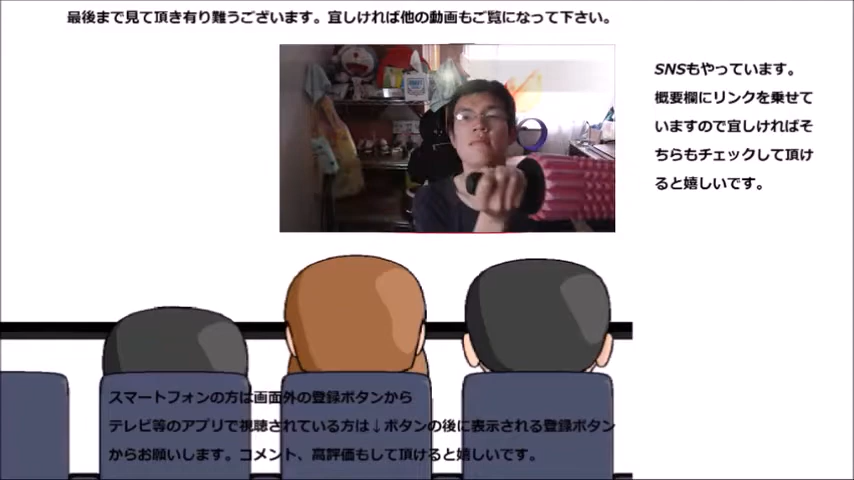 最後まで見て頂き有り難うございます。宜しければ他の動画もご覧になって下さい。
SNSもやっています。
概要欄にリンクを乗せて
いますので宜しければそ
ちらもチェックして頂け
ると嬉しいです。
スマートフォンの方は画面外の登録ボタンから
テレビ等のアプリで視聴されている方は↓ボタンの後に表示される登録ボタン
からお願いします。コメント、高評価もして頂けると嬉しいです。